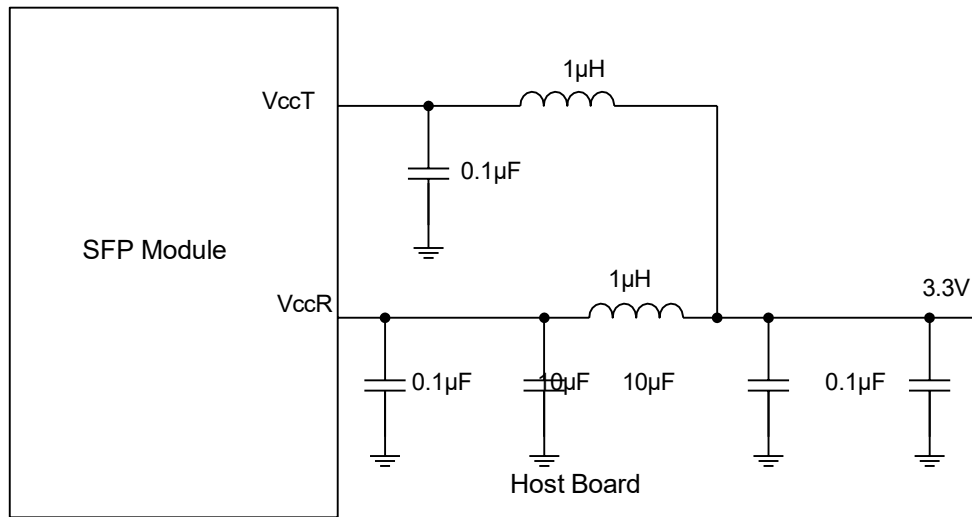 1µH
VccT
0.1µF
SFP Module
1µH
3.3V
VccR
0.1µF 10µF 10µF 0.1µF
Host Board